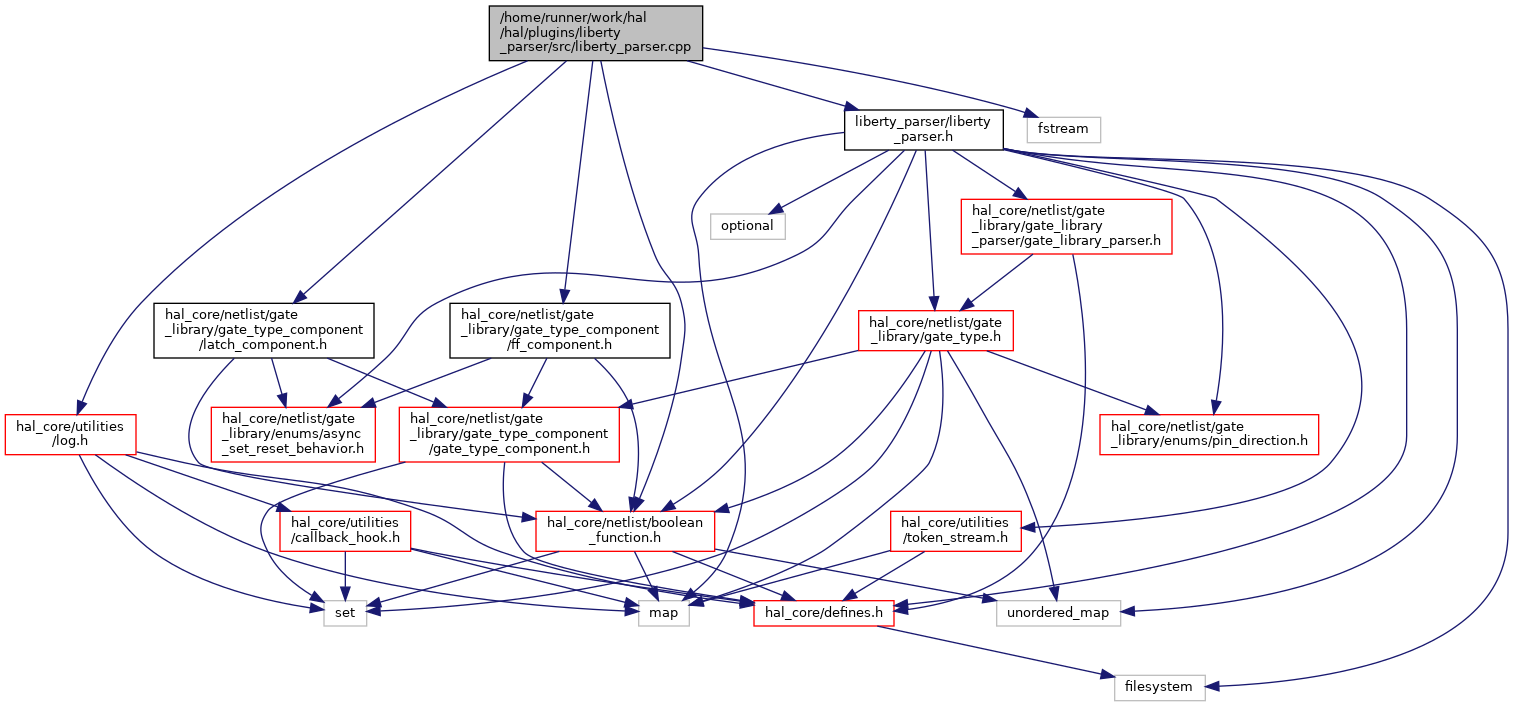 /home/runner/work/hal
/hal/plugins/liberty
_parser/src/liberty_parser.cpp
liberty_parser/liberty
_parser.h
fstream
optional
hal_core/netlist/gate
_library/gate_library
_parser/gate_library_parser.h
hal_core/netlist/gate
_library/gate_type_component
/latch_component.h
hal_core/netlist/gate
_library/gate_type_component
/ff_component.h
hal_core/netlist/gate
_library/gate_type.h
hal_core/utilities
/log.h
hal_core/netlist/gate
_library/enums/async
_set_reset_behavior.h
hal_core/netlist/gate
_library/gate_type_component
/gate_type_component.h
hal_core/netlist/gate
_library/enums/pin_direction.h
hal_core/utilities
/callback_hook.h
hal_core/netlist/boolean
_function.h
hal_core/utilities
/token_stream.h
set
map
hal_core/defines.h
unordered_map
filesystem